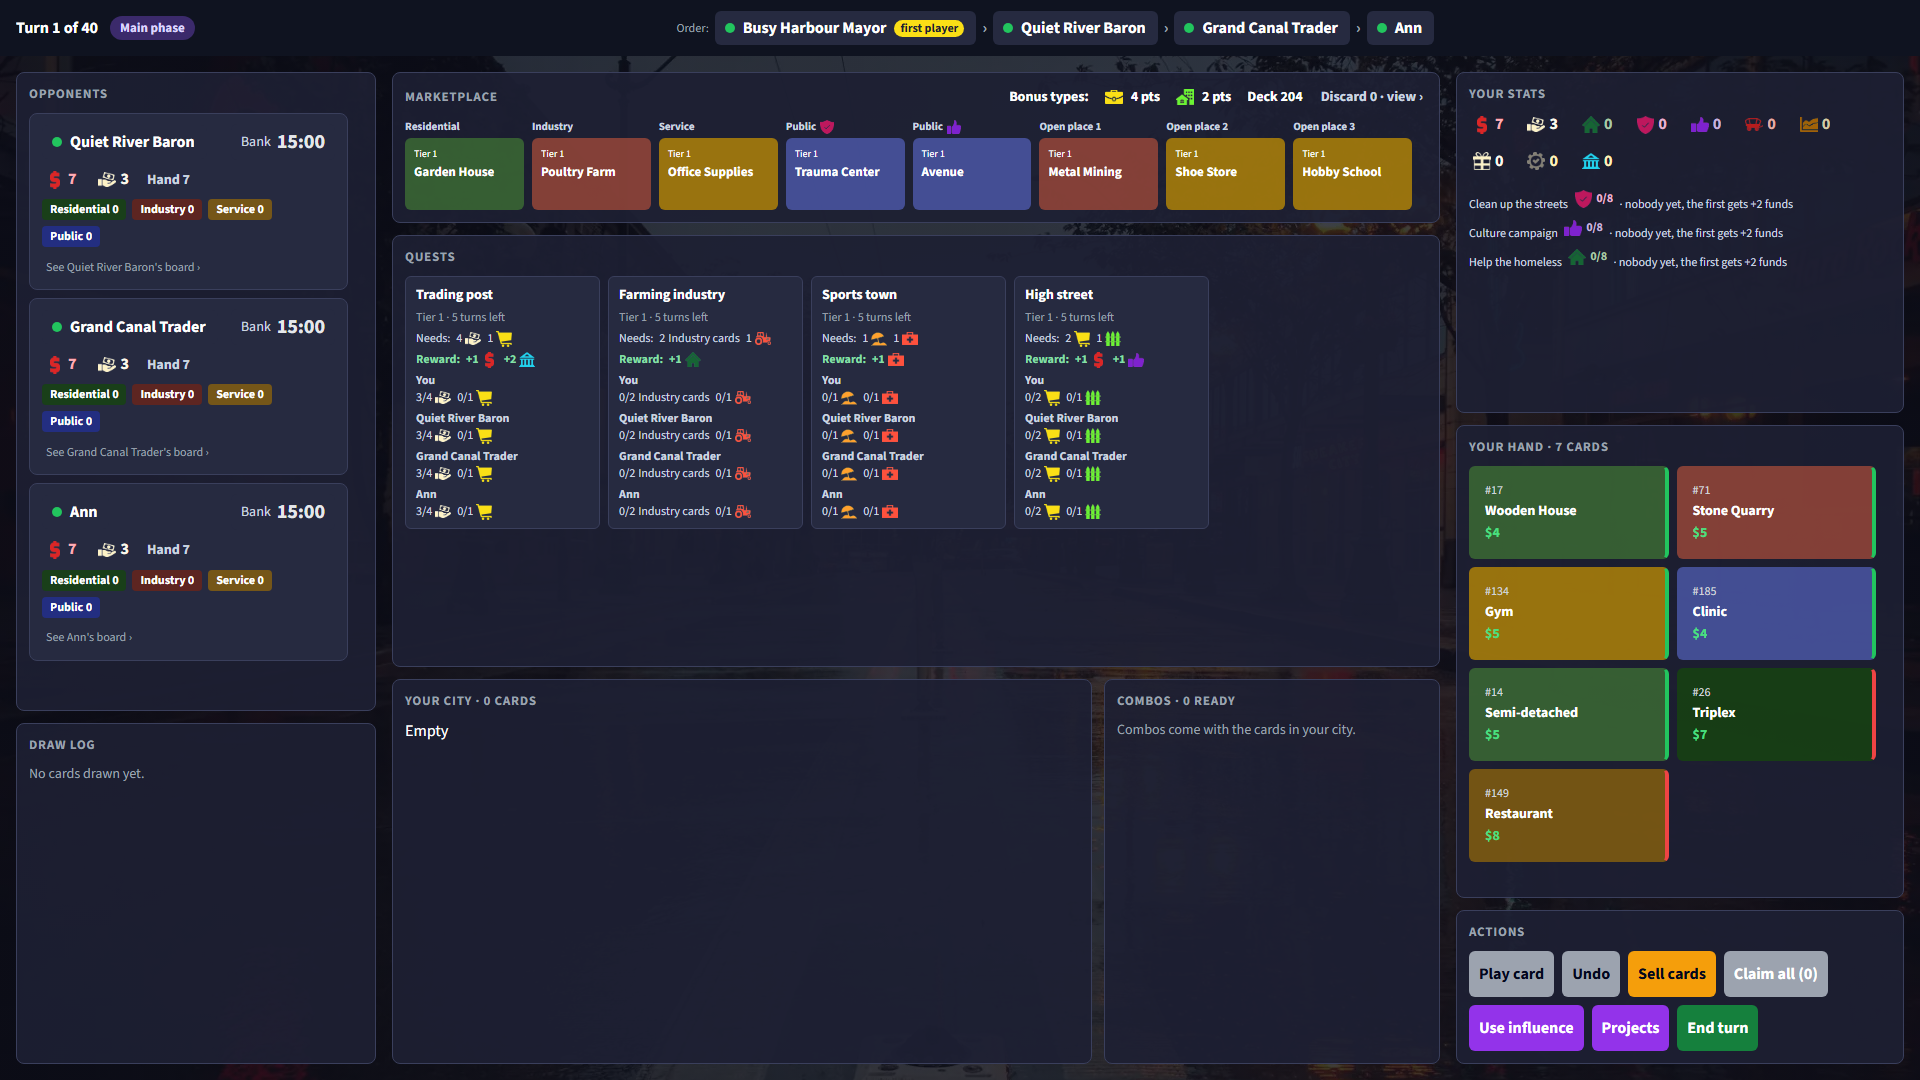 Turn 1 of 40
Main phase
Order:
Busy Harbour Mayor
first player
›
Quiet River Baron
›
Grand Canal Trader
›
Ann
OPPONENTS
Quiet River Baron
Bank 15:00
7
3
Hand 7
Residential 0
Industry 0
Service 0
Public 0
See Quiet River Baron's board ›
Grand Canal Trader
Bank 15:00
7
3
Hand 7
Residential 0
Industry 0
Service 0
Public 0
See Grand Canal Trader's board ›
Ann
Bank 15:00
7
3
Hand 7
Residential 0
Industry 0
Service 0
Public 0
See Ann's board ›
DRAW LOG
No cards drawn yet.
MARKETPLACE
Bonus types:
4 pts
2 pts
Deck 204
Discard 0 · view ›
Residential
Tier 1
Garden House
Industry
Tier 1
Poultry Farm
Service
Tier 1
Office Supplies
Public
Tier 1
Trauma Center
Public
Tier 1
Avenue
Open place 1
Tier 1
Metal Mining
Open place 2
Tier 1
Shoe Store
Open place 3
Tier 1
Hobby School
QUESTS
Trading post
Tier 1 · 5 turns left
Needs: 4 1
Reward: +1 +2
You
3/4 0/1
Quiet River Baron
3/4 0/1
Grand Canal Trader
3/4 0/1
Ann
3/4 0/1
Farming industry
Tier 1 · 5 turns left
Needs: 2 Industry cards 1
Reward: +1
You
0/2 Industry cards 0/1
Quiet River Baron
0/2 Industry cards 0/1
Grand Canal Trader
0/2 Industry cards 0/1
Ann
0/2 Industry cards 0/1
Sports town
Tier 1 · 5 turns left
Needs: 1 1
Reward: +1
You
0/1 0/1
Quiet River Baron
0/1 0/1
Grand Canal Trader
0/1 0/1
Ann
0/1 0/1
High street
Tier 1 · 5 turns left
Needs: 2 1
Reward: +1 +1
You
0/2 0/1
Quiet River Baron
0/2 0/1
Grand Canal Trader
0/2 0/1
Ann
0/2 0/1
YOUR CITY · 0 CARDS
Empty
COMBOS · 0 READY
Combos come with the cards in your city.
YOUR STATS
7 3 0 0 0 0 0
0 0 0
Clean up the streets 0/8 · nobody yet, the first gets +2 funds
Culture campaign 0/8 · nobody yet, the first gets +2 funds
Help the homeless 0/8 · nobody yet, the first gets +2 funds
YOUR HAND · 7 CARDS
#17
Wooden House
$4
#71
Stone Quarry
$5
#134
Gym
$5
#185
Clinic
$4
#14
Semi-detached
$5
#26
Triplex
$7
#149
Restaurant
$8
ACTIONS
Play card
Undo
Sell cards
Claim all (0)
Use influence
Projects
End turn